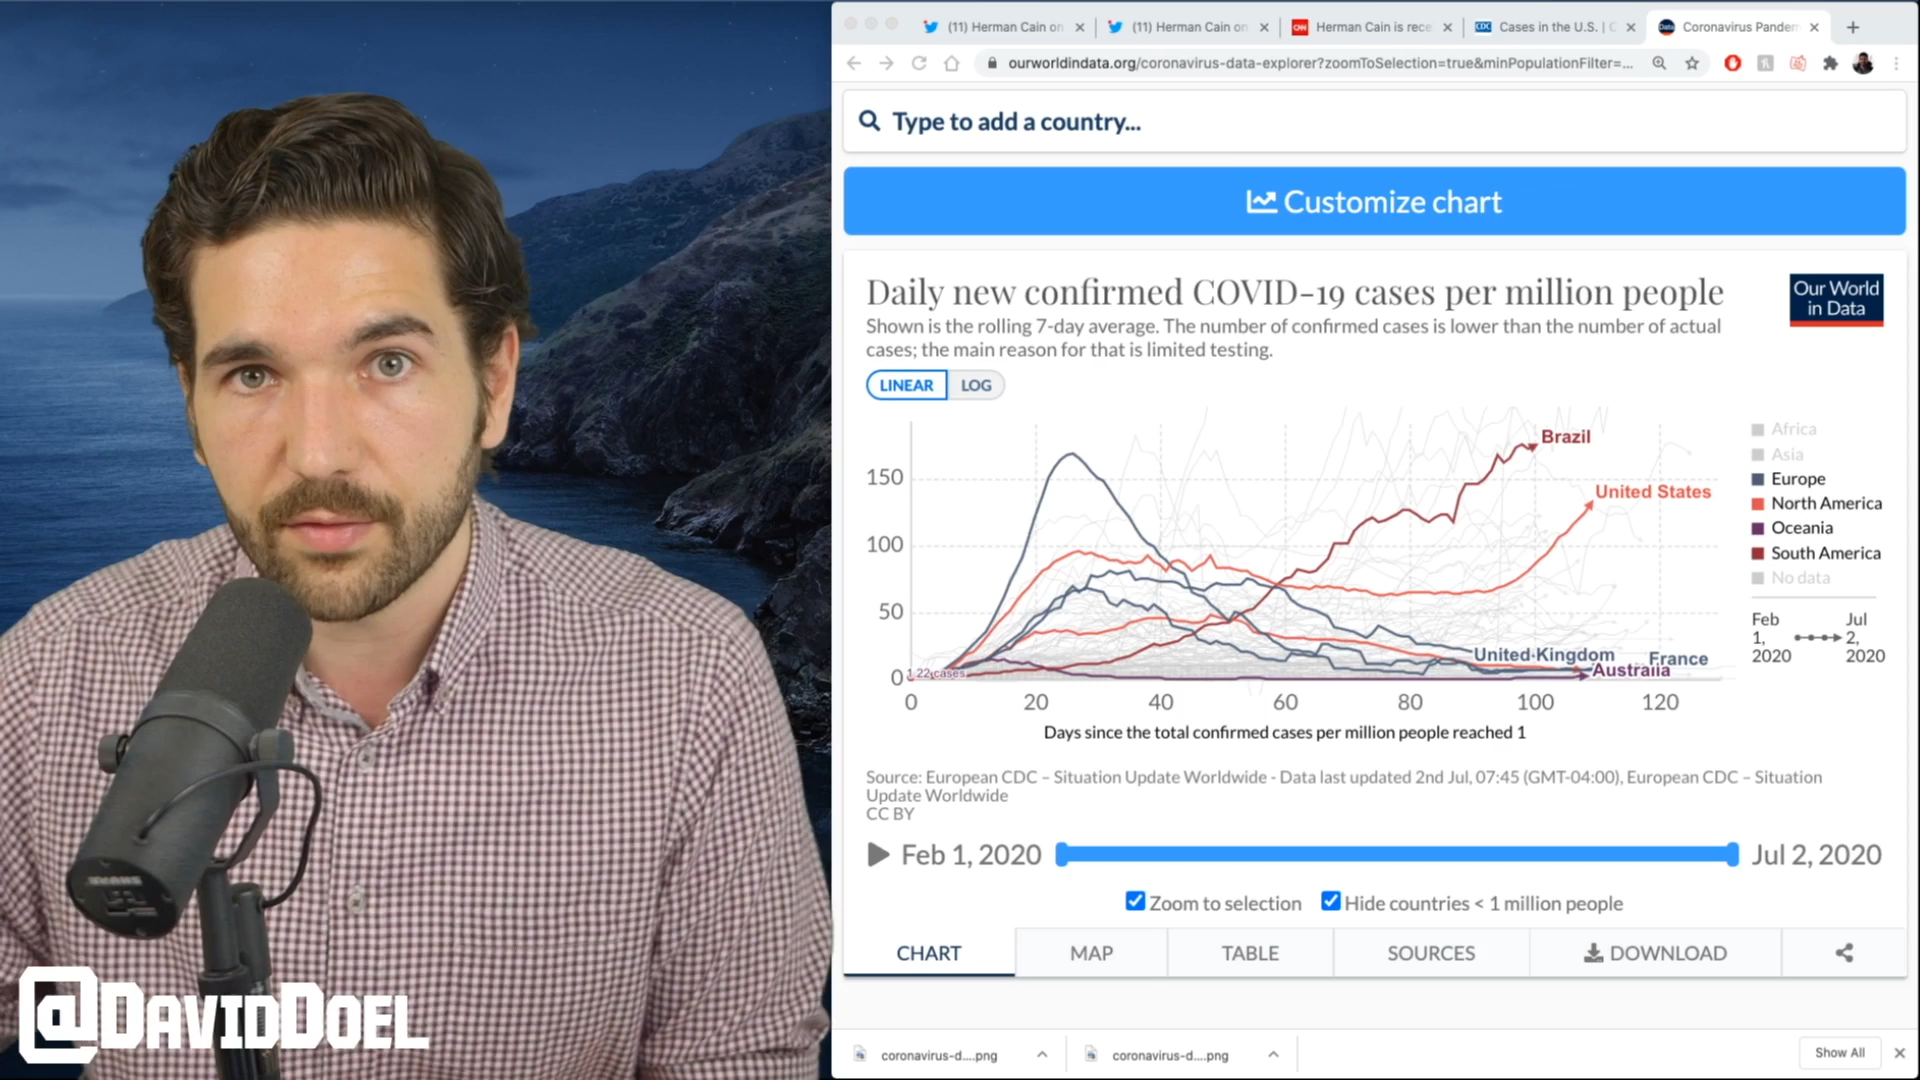 (11) Herman Cain on
(11) Herman Cain on
CNN
Herman Cain is rece
CDC
Cases in the U.S. | C
Data
Coronavirus Pandem
ourworldindata.org/coronavirus-data-explorer?zoomToSelection=true&minPopulationFilter=...
Type to add a country...
Customize chart
Daily new confirmed COVID-19 cases per million people
Our World
in Data
Shown is the rolling 7-day average. The number of confirmed cases is lower than the number of actual
cases; the main reason for that is limited testing.
LINEAR
LOG
Brazil
United States
United Kingdom
France
Australia
1.22 cases
150
100
50
0
0
20
40
60
80
100
120
Days since the total confirmed cases per million people reached 1
Africa
Asia
Europe
North America
Oceania
South America
No data
Feb
1,
2020
Jul
2,
2020
Source: European CDC – Situation Update Worldwide - Data last updated 2nd Jul, 07:45 (GMT-04:00), European CDC – Situation
Update Worldwide
CC BY
Feb 1, 2020
Jul 2, 2020
Zoom to selection
Hide countries < 1 million people
CHART
MAP
TABLE
SOURCES
DOWNLOAD
coronavirus-d....png
coronavirus-d....png
Show All
@DAVIDDOEL